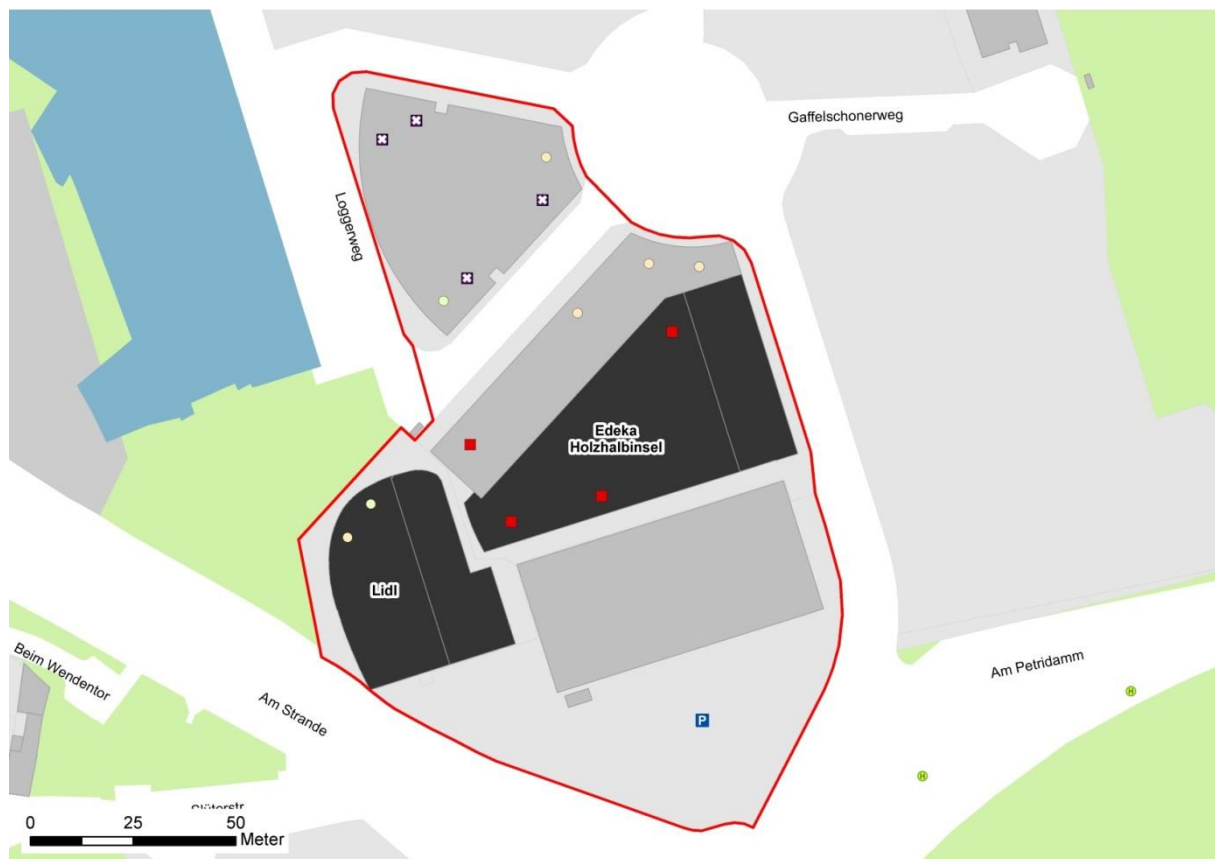 Gaffelschonerweg
Loggerweg
Edeka
Holzhalbinsel
Lidl
Beim Wendentor
Am Strande
Am Petridamm
P
H
H
0 25 50
Meter